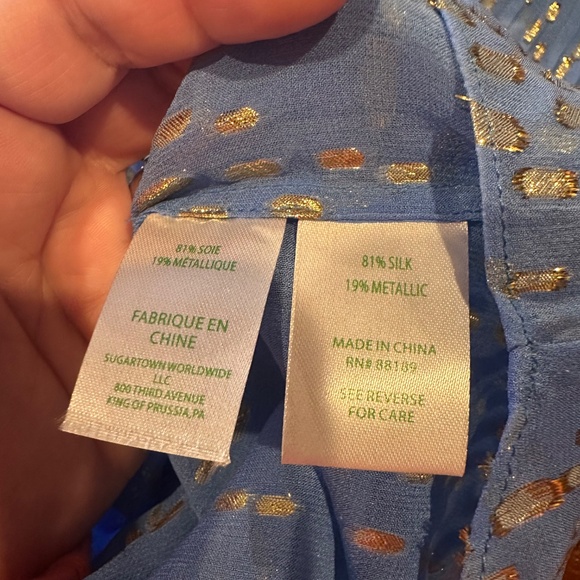 81% SOIE
19% MÉTALLIQUE
FABRIQUE EN
CHINE
SUGARTOWN WORLDWIDE
LLC
800 THIRD AVENUE
KING OF PRUSSIA, PA
81% SILK
19% METALLIC
MADE IN CHINA
RN# 88189
SEE REVERSE
FOR CARE